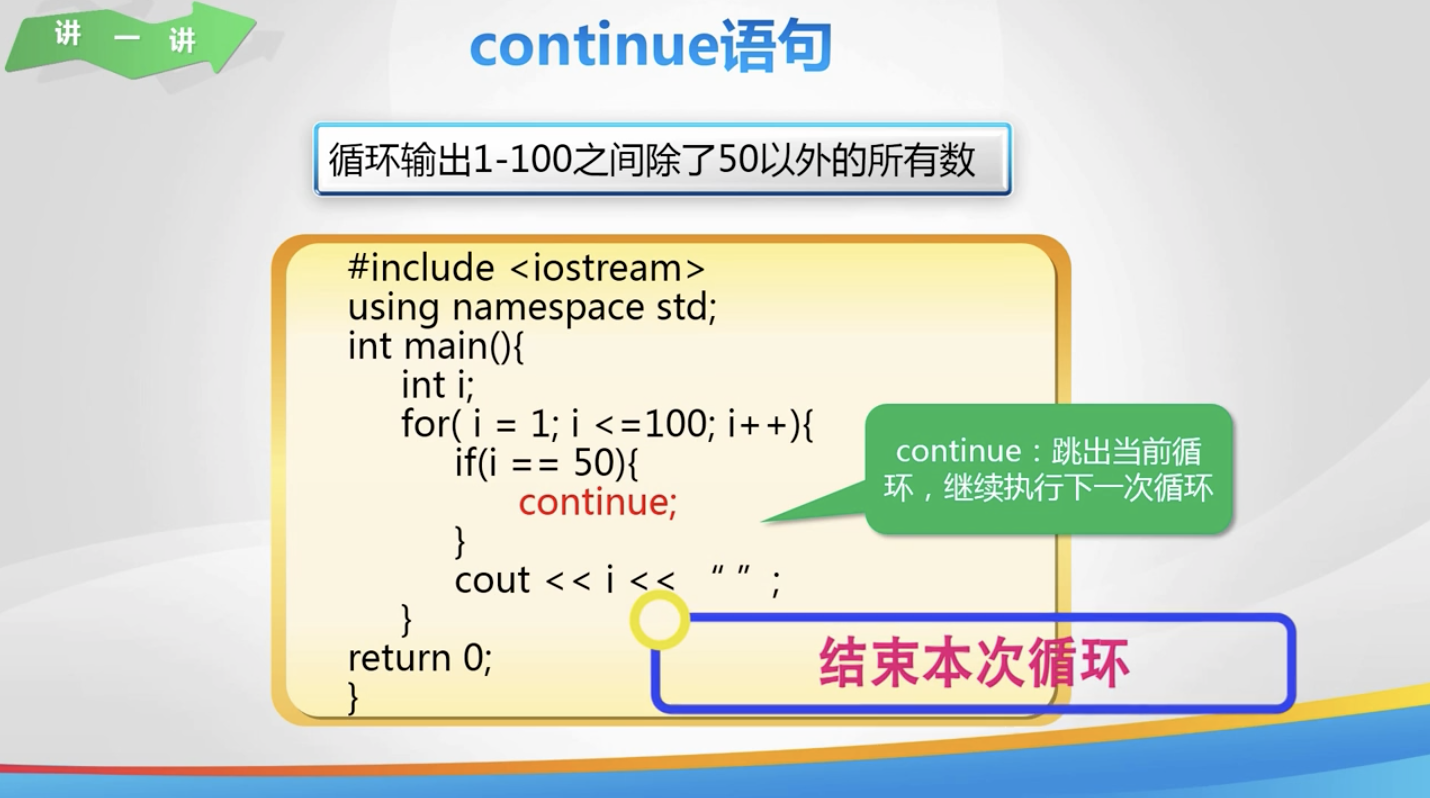 讲一讲
continue语句
循环输出1-100之间除了50以外的所有数
#include <iostream>
using namespace std;
int main(){
int i;
for( i = 1; i <=100; i++){
if(i == 50){
continue;
}
cout << i << “ ” ;
}
return 0;
}
continue：跳出当前循
环，继续执行下一次循环
结束本次循环